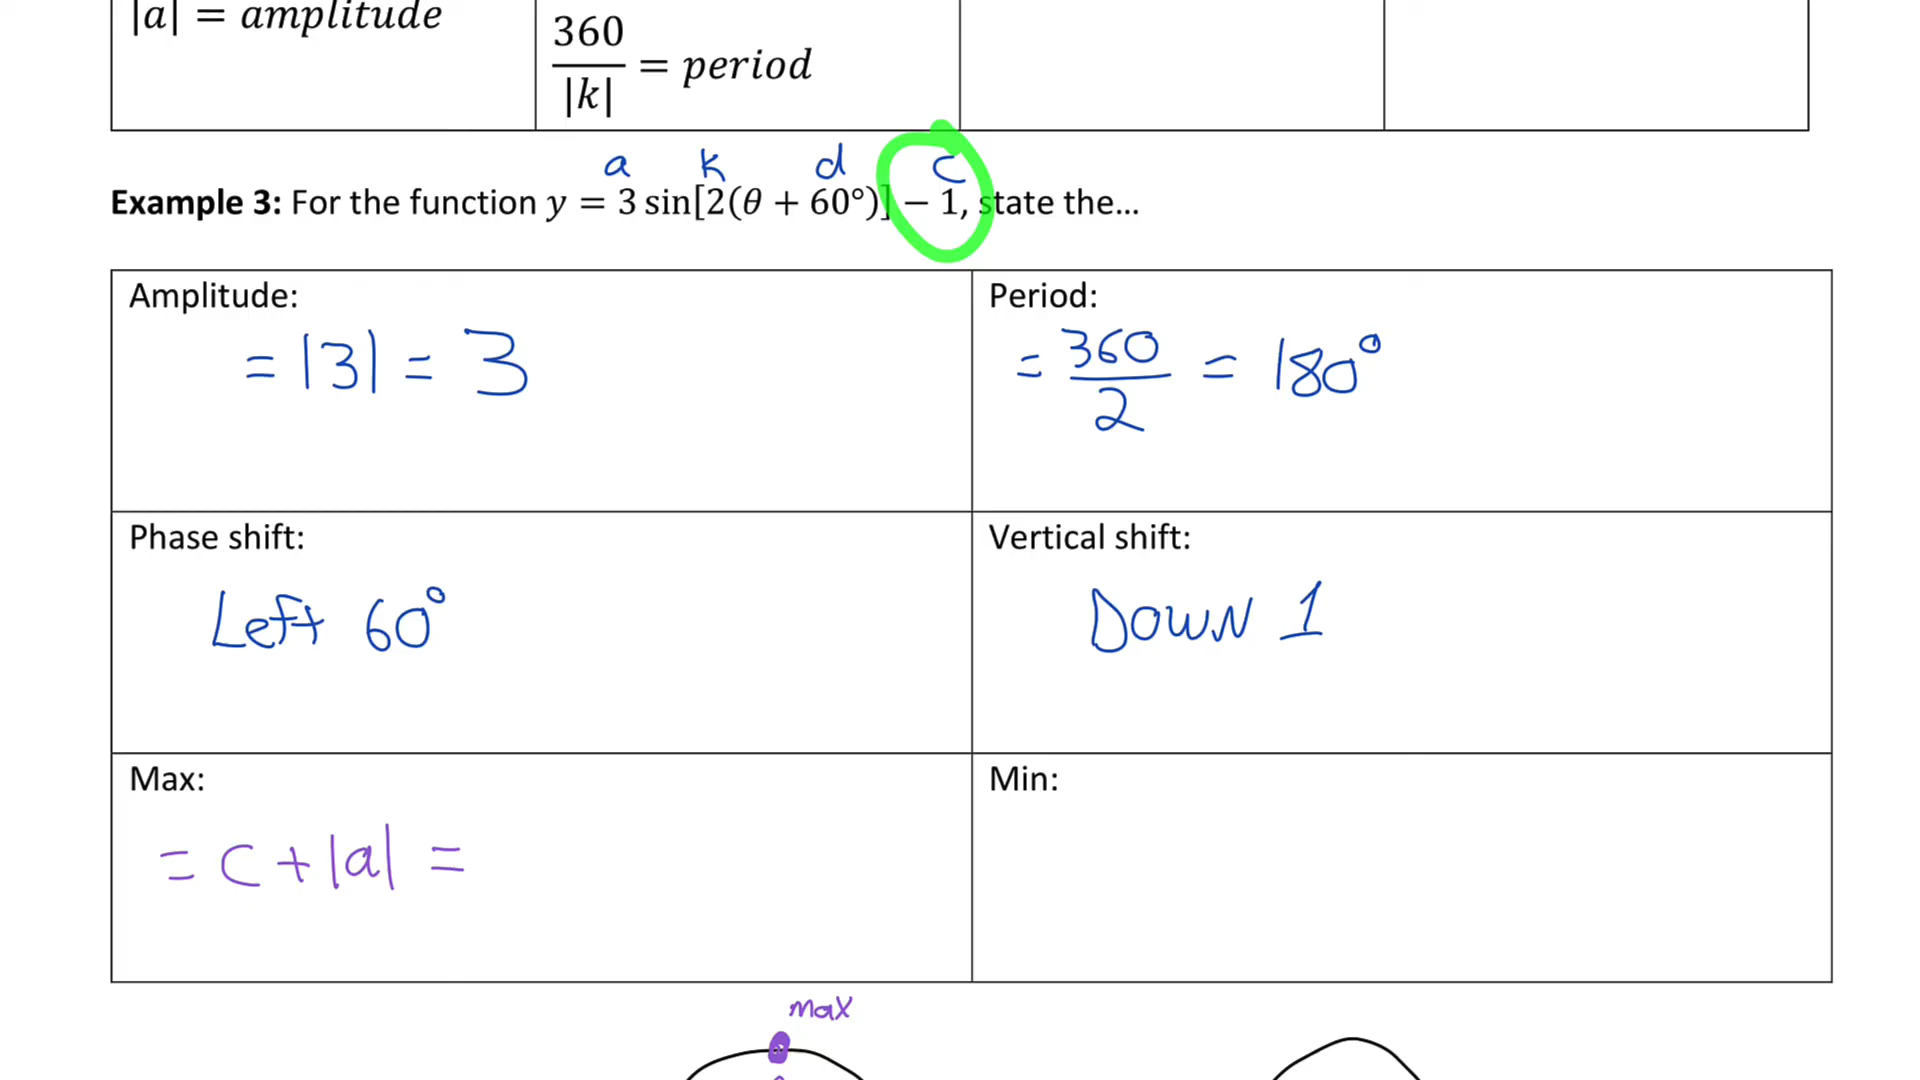 |a| = amplitude
360
|k| = period
a k d c
Example 3: For the function y = 3 sin[2(θ + 60°)] − 1, state the...
Amplitude:
= |3| = 3
Period:
= 360
2 = 180°
Phase shift:
Left 60°
Vertical shift:
Down 1
Max:
= c + |a| =
Min:
max